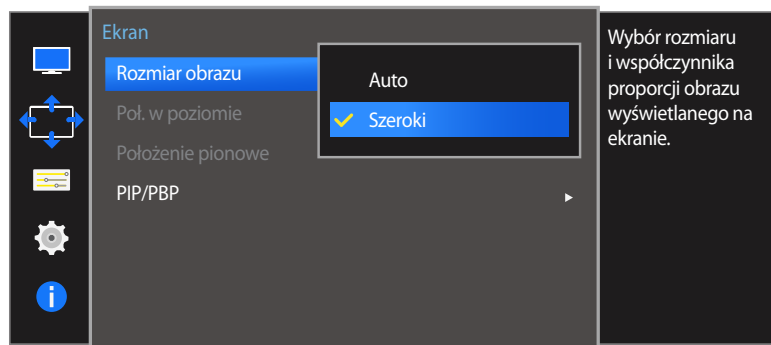 Ekran
Rozmiar obrazu
Poł. w poziomie
Położenie pionowe
PIP/PBP
Auto
Szeroki
Wybór rozmiaru
i współczynnika
proporcji obrazu
wyświetlanego na
ekranie.